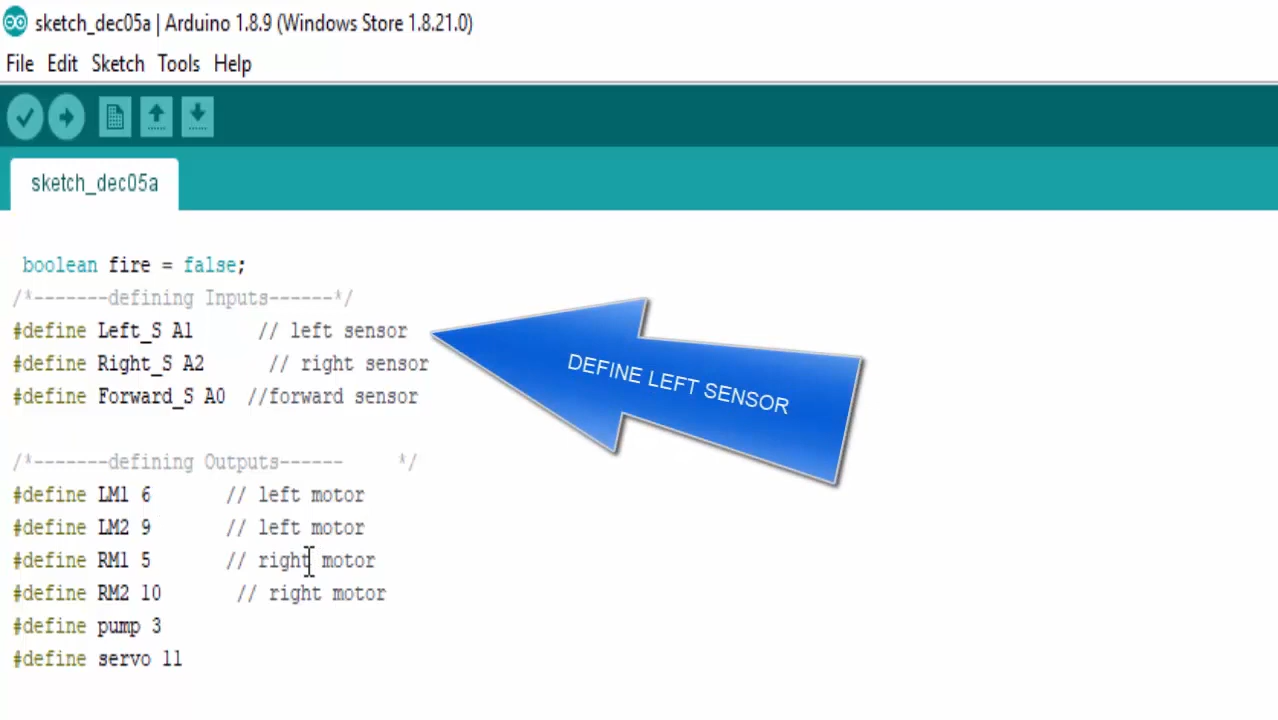 sketch_dec05a | Arduino 1.8.9 (Windows Store 1.8.21.0)
File Edit Sketch Tools Help
sketch_dec05a
boolean fire = false;
/*-------defining Inputs------*/
#define Left_S A1 // left sensor
#define Right_S A2 // right sensor
#define Forward_S A0 //forward sensor
DEFINE LEFT SENSOR
/*-------defining Outputs------ */
#define LM1 6 // left motor
#define LM2 9 // left motor
#define RM1 5 // right motor
#define RM2 10 // right motor
#define pump 3
#define servo 11